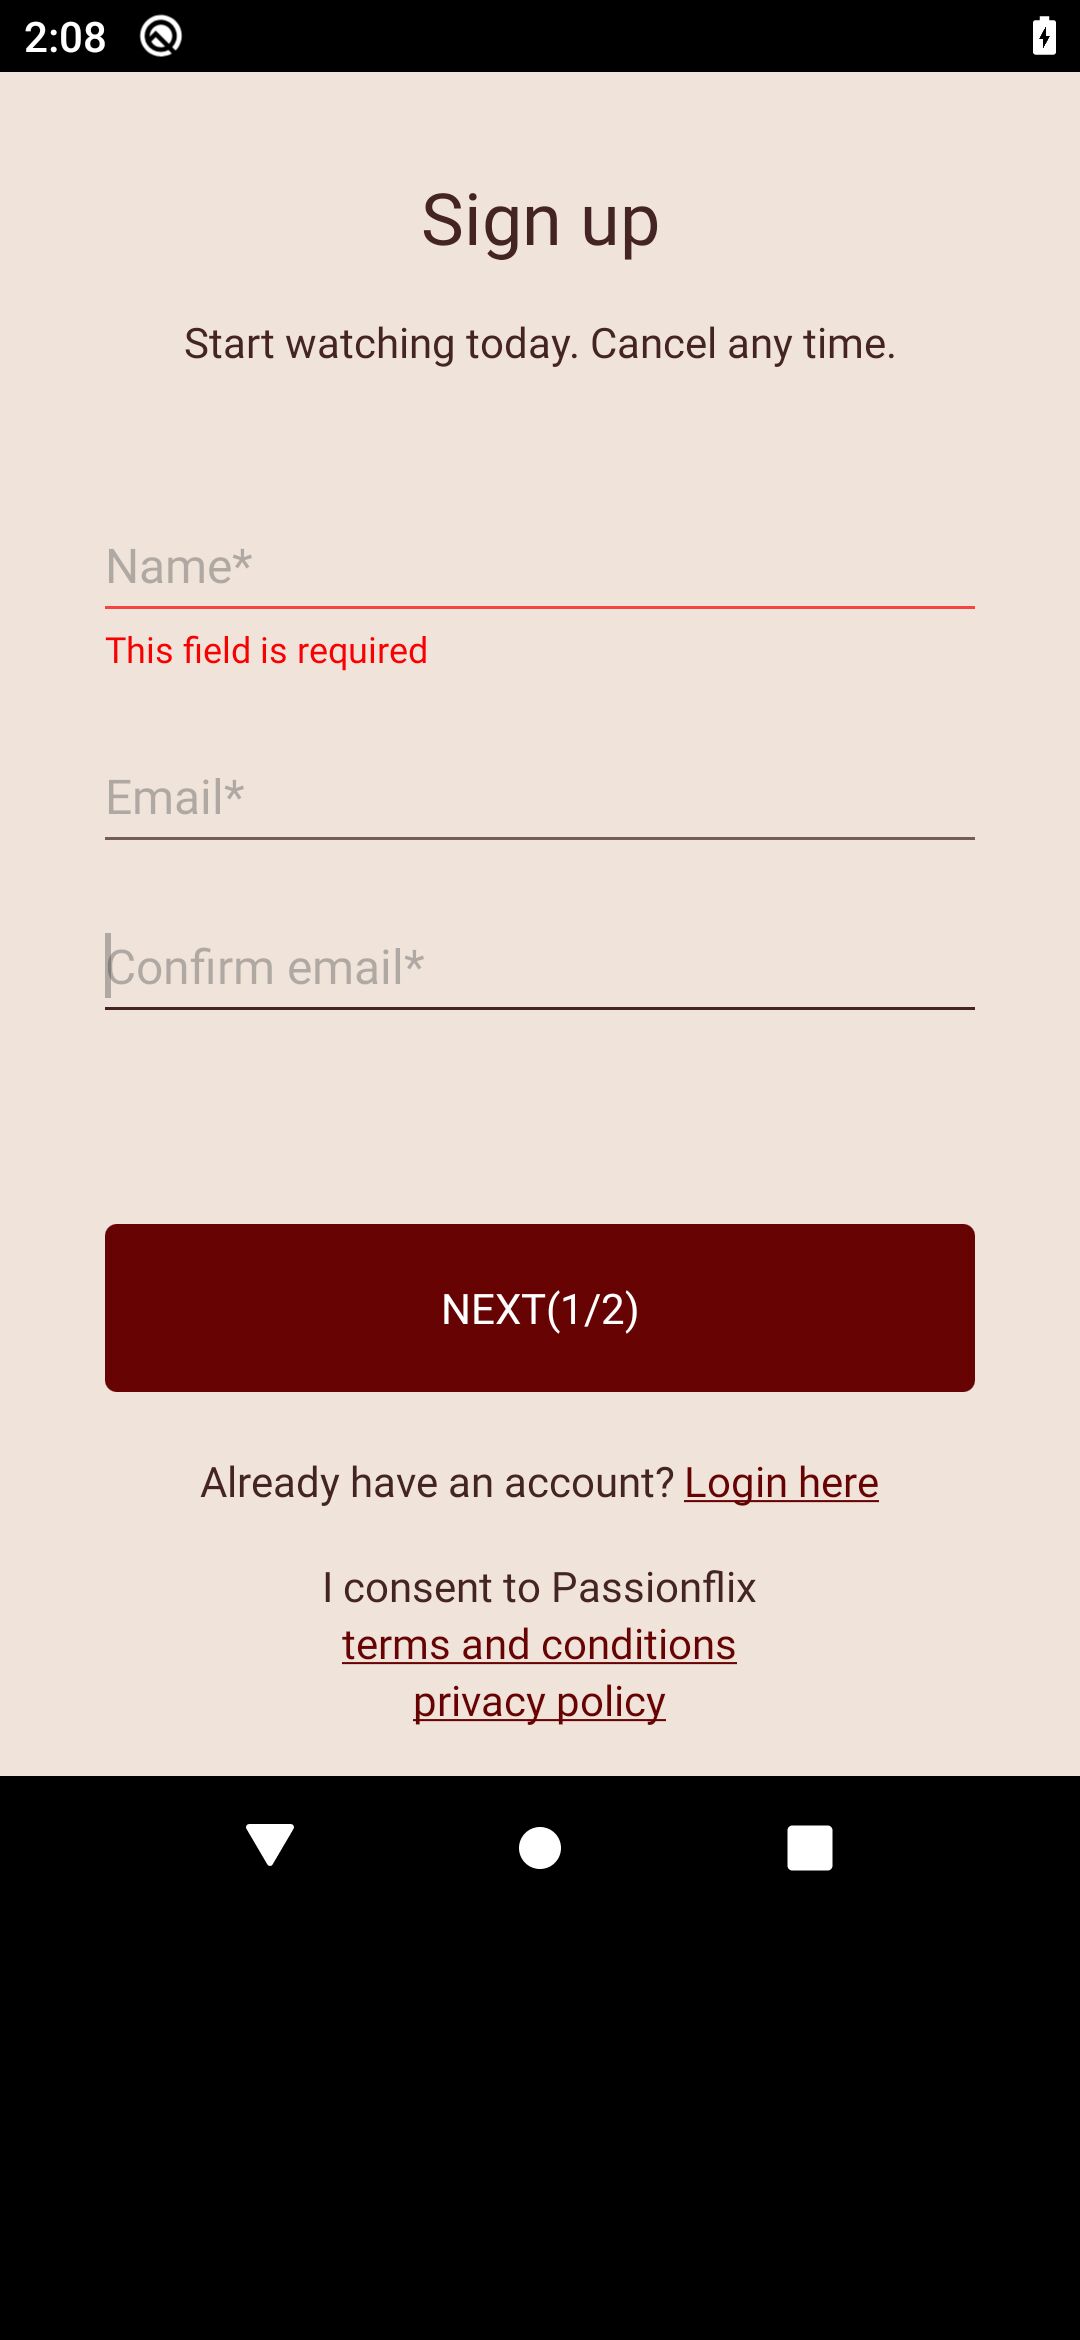 2:08
Sign up
Start watching today. Cancel any time.
Name*
This field is required
Email*
Confirm email*
NEXT(1/2)
Already have an account? Login here
I consent to Passionflix
terms and conditions
privacy policy